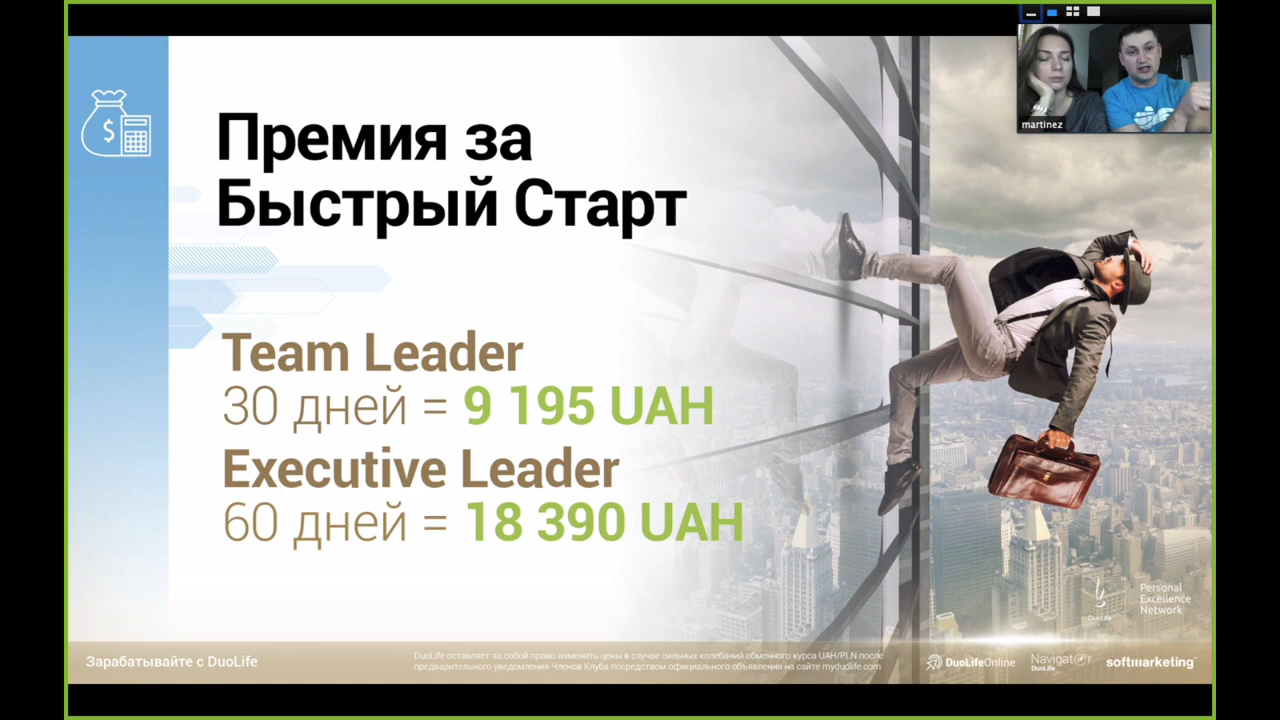 martinez
Премия за
Быстрый Старт
Team Leader
30 дней = 9 195 UAH
Executive Leader
60 дней = 18 390 UAH
Personal
Excellence
Network
DuoLife
Зарабатывайте с DuoLife
DuoLife оставляет за собой право изменить цены в случае сильных колебаний обменного курса UAH/PLN после
предварительного уведомления Членов Клуба посредством официального объявления на сайте myduolife.com
DuoLifeOnline
Navigator
DuoLife
softmarketing